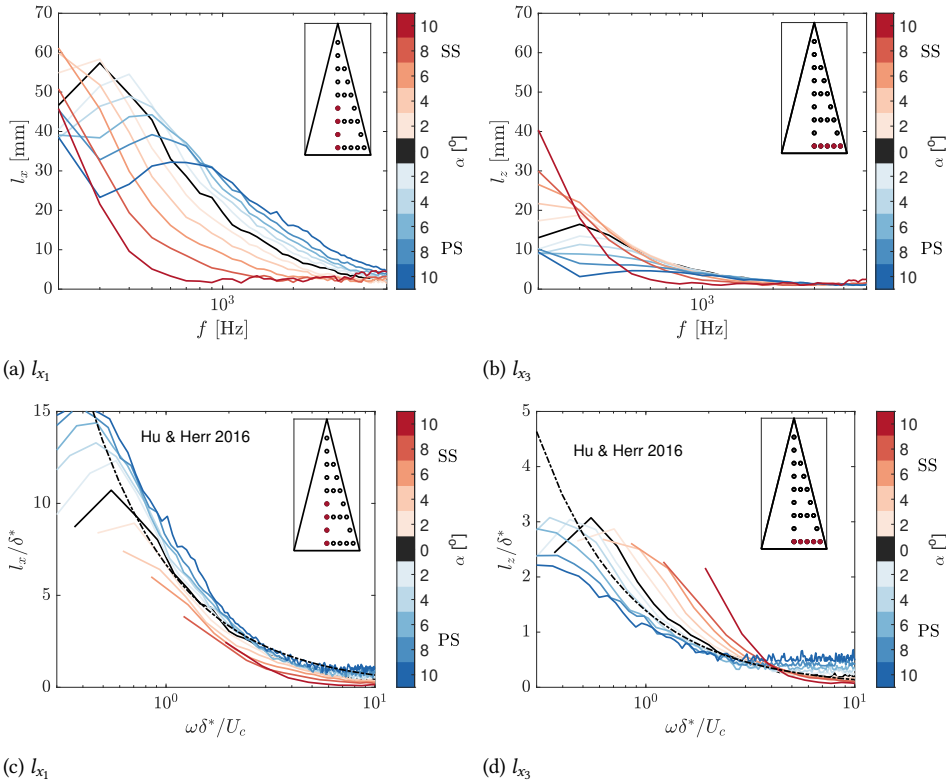 70
60
50
40
30
20
10
0
l_x [mm]
10^3
f [Hz]
10
8
6
4
2
0
2
4
6
8
10
SS
α [°]
PS
(a) l_{x_1}
70
60
50
40
30
20
10
0
l_z [mm]
10^3
f [Hz]
10
8
6
4
2
0
2
4
6
8
10
SS
α [°]
PS
(b) l_{x_3}
15
10
5
0
l_x/δ*
Hu & Herr 2016
10^0
10^1
ωδ*/U_c
10
8
6
4
2
0
2
4
6
8
10
SS
α [°]
PS
(c) l_{x_1}
5
4
3
2
1
0
l_z/δ*
Hu & Herr 2016
10^0
10^1
ωδ*/U_c
10
8
6
4
2
0
2
4
6
8
10
SS
α [°]
PS
(d) l_{x_3}